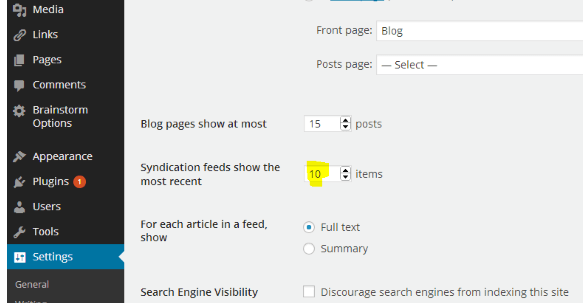 Media
Links
Pages
Comments
Brainstorm
Options
Appearance
Plugins 1
Users
Tools
Settings
General
Front page: Blog
Posts page: — Select —
Blog pages show at most 15 posts
Syndication feeds show the
most recent 10 items
For each article in a feed,
show
Full text
Summary
Search Engine Visibility Discourage search engines from indexing this site